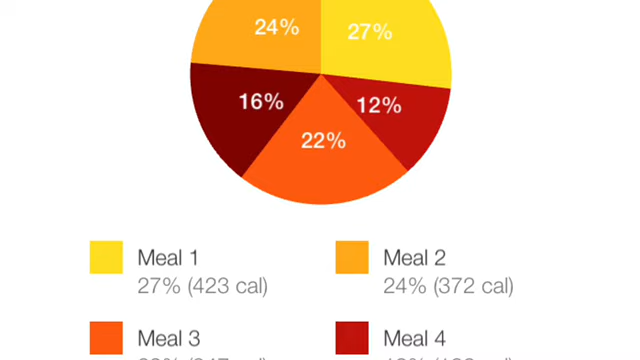 24%
27%
16%
12%
22%
Meal 1
Meal 2
27% (423 cal)
24% (372 cal)
Meal 3
Meal 4